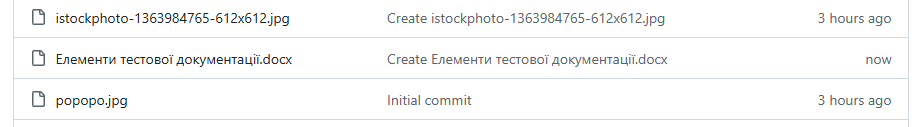 istockphoto-1363984765-612x612.jpg Create istockphoto-1363984765-612x612.jpg 3 hours ago
Елементи тестової документації.docx Create Елементи тестової документації.docx now
popopo.jpg Initial commit 3 hours ago